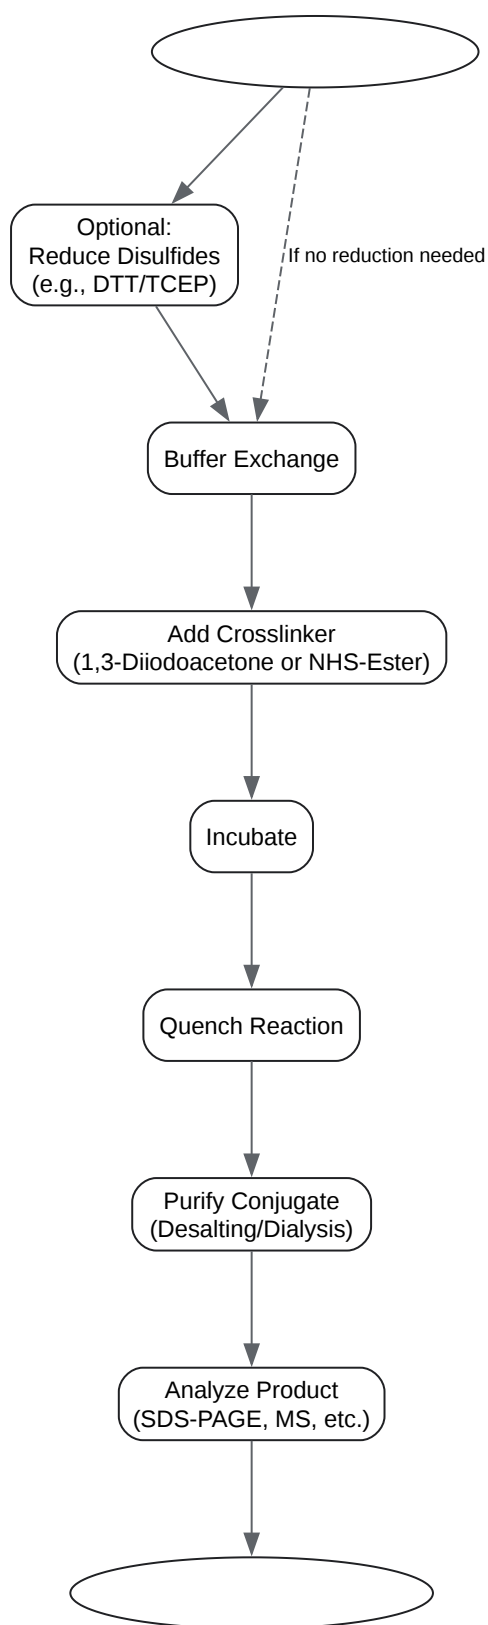 Optional:
Reduce Disulfides
(e.g., DTT/TCEP)
If no reduction needed
Buffer Exchange
Add Crosslinker
(1,3-Diiodoacetone or NHS-Ester)
Incubate
Quench Reaction
Purify Conjugate
(Desalting/Dialysis)
Analyze Product
(SDS-PAGE, MS, etc.)